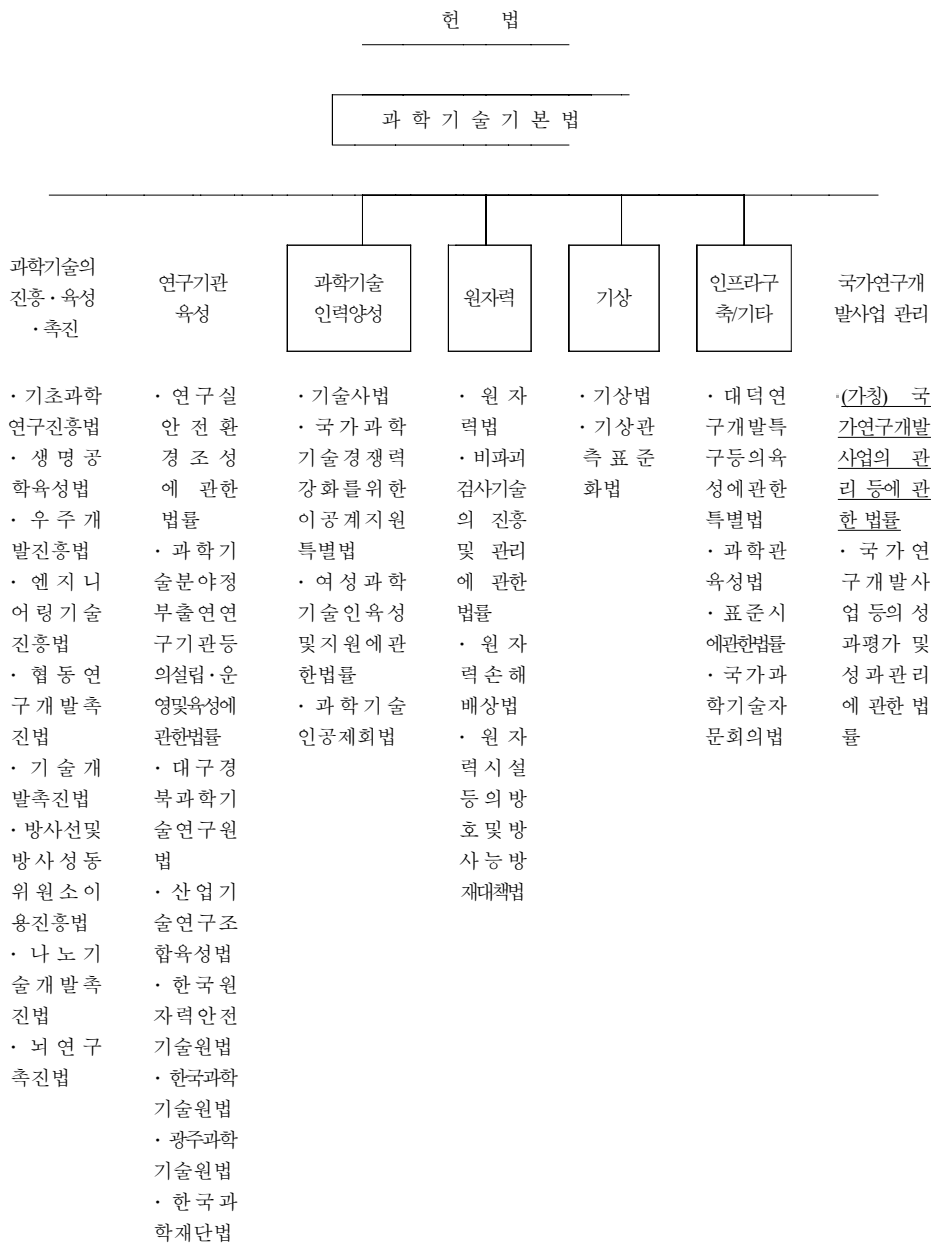 헌 법
과 학 기 술 기 본 법
과학기술의
진흥·육성
·촉진
연구기관
육성
과학기술
인력양성
원자력
기상
인프라구
축/기타
국가연구개
발사업 관리
· 기초과학
연구진흥법
· 생 명 공
학육성법
· 우 주 개
발진흥법
· 엔 지 니
어링기술
진흥법
· 협 동 연
구 개 발 촉
진법
· 기 술 개
발촉진법
· 방사선및
방 사 성 동
위 원 소 이
용진흥법
· 나 노 기
술 개 발 촉
진법
· 뇌 연 구
촉진법
· 연 구 실
안 전 환
경 조 성
에 관 한
법률
· 과 학 기
술분야정
부출연연
구기관등
의설립·운
영및육성에
관한법률
· 대 구 경
북과학기
술연구원
법
· 산 업 기
술연구조
합육성법
· 한 국 원
자력안전
기술원법
· 한국과학
기술원법
· 광주과학
기술원법
· 한 국 과
학재단법
· 기술사법
· 국가과학
기술경쟁력
강화를위한
이공계지원
특별법
· 여성과학
기술인육성
및지원에관
한법률
· 과학기술
인공제회법
· 원 자
력법
· 비파괴
검사기술
의 진흥
및 관리
에 관한
법률
· 원 자
력손해
배상법
· 원 자
력시설
등 의 방
호 및 방
사 능 방
재대책법
· 기상법
· 기상관
측 표 준
화법
· 대덕연
구개발특
구등의육
성에관한
특별법
· 과학관
육성법
· 표준시
에관한법률
· 국가과
학기술자
문회의법
·(가칭) 국
가연구개발
사업의 관
리 등에 관
한 법률
· 국 가 연
구 개 발 사
업 등의 성
과평가 및
성과관리
에 관한 법
률